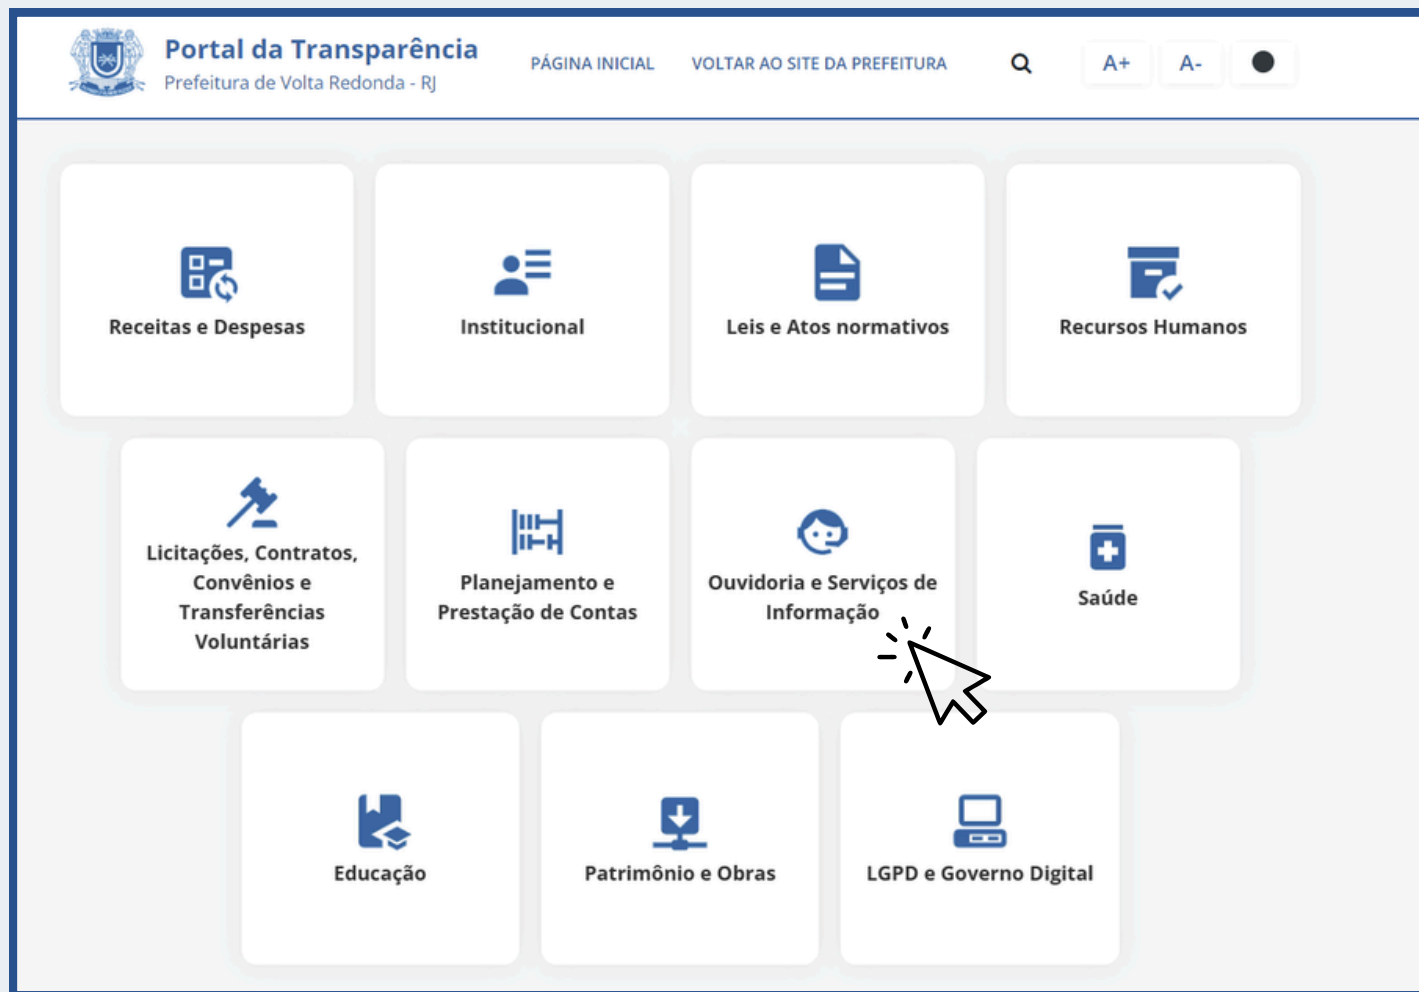 Portal da Transparência
Prefeitura de Volta Redonda - RJ
PÁGINA INICIAL
VOLTAR AO SITE DA PREFEITURA
A+
A-
Receitas e Despesas
Institucional
Leis e Atos normativos
Recursos Humanos
Licitações, Contratos,
Convênios e
Transferências
Voluntárias
Planejamento e
Prestação de Contas
Ouvidoria e Serviços de
Informação
Saúde
Educação
Patrimônio e Obras
LGPD e Governo Digital